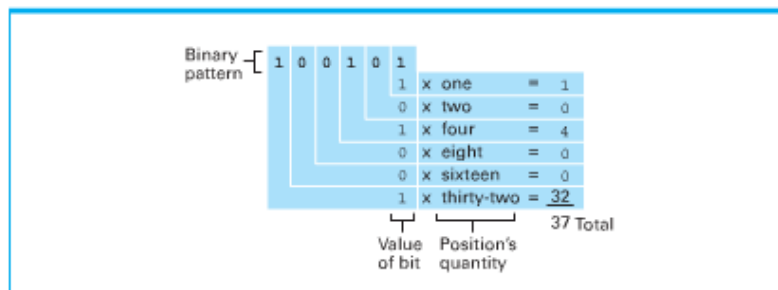 Binary pattern
1 0 0 1 0 1
1 x one = 1
0 x two = 0
1 x four = 4
0 x eight = 0
0 x sixteen = 0
1 x thirty-two = 32
37 Total
Value of bit
Position's quantity